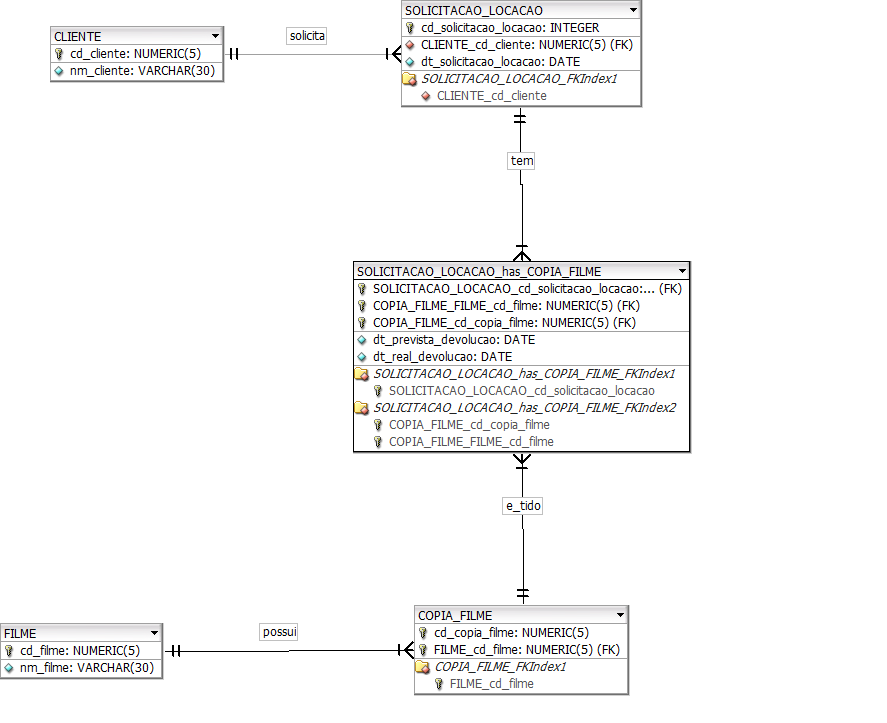 SOLICITACAO_LOCACAO
cd_solicitacao_locacao: INTEGER
CLIENTE_cd_cliente: NUMERIC(5) (FK)
dt_solicitacao_locacao: DATE
SOLICITACAO_LOCACAO_FKIndex1
CLIENTE_cd_cliente
solicita
CLIENTE
cd_cliente: NUMERIC(5)
nm_cliente: VARCHAR(30)
tem
SOLICITACAO_LOCACAO_has_COPIA_FILME
SOLICITACAO_LOCACAO_cd_solicitacao_locacao:... (FK)
COPIA_FILME_FILME_cd_filme: NUMERIC(5) (FK)
COPIA_FILME_cd_copia_filme: NUMERIC(5) (FK)
dt_prevista_devolucao: DATE
dt_real_devolucao: DATE
SOLICITACAO_LOCACAO_has_COPIA_FILME_FKIndex1
SOLICITACAO_LOCACAO_cd_solicitacao_locacao
SOLICITACAO_LOCACAO_has_COPIA_FILME_FKIndex2
COPIA_FILME_cd_copia_filme
COPIA_FILME_FILME_cd_filme
e_tido
COPIA_FILME
cd_copia_filme: NUMERIC(5)
FILME_cd_filme: NUMERIC(5) (FK)
COPIA_FILME_FKIndex1
FILME_cd_filme
possui
FILME
cd_filme: NUMERIC(5)
nm_filme: VARCHAR(30)